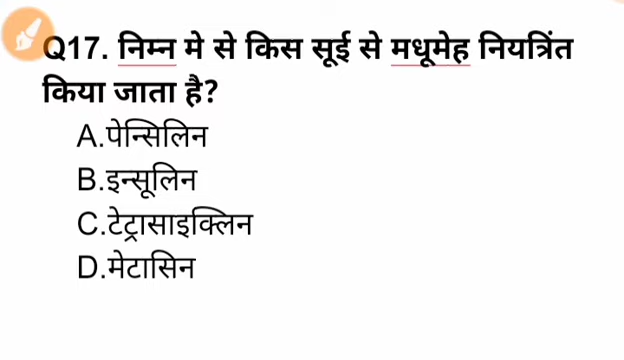 Q17. निम्न मे से किस सूई से मधूमेह नियत्रिंत
किया जाता है?
A.पेन्सिलिन
B.इन्सूलिन
C.टेट्रासाइक्लिन
D.मेटासिन